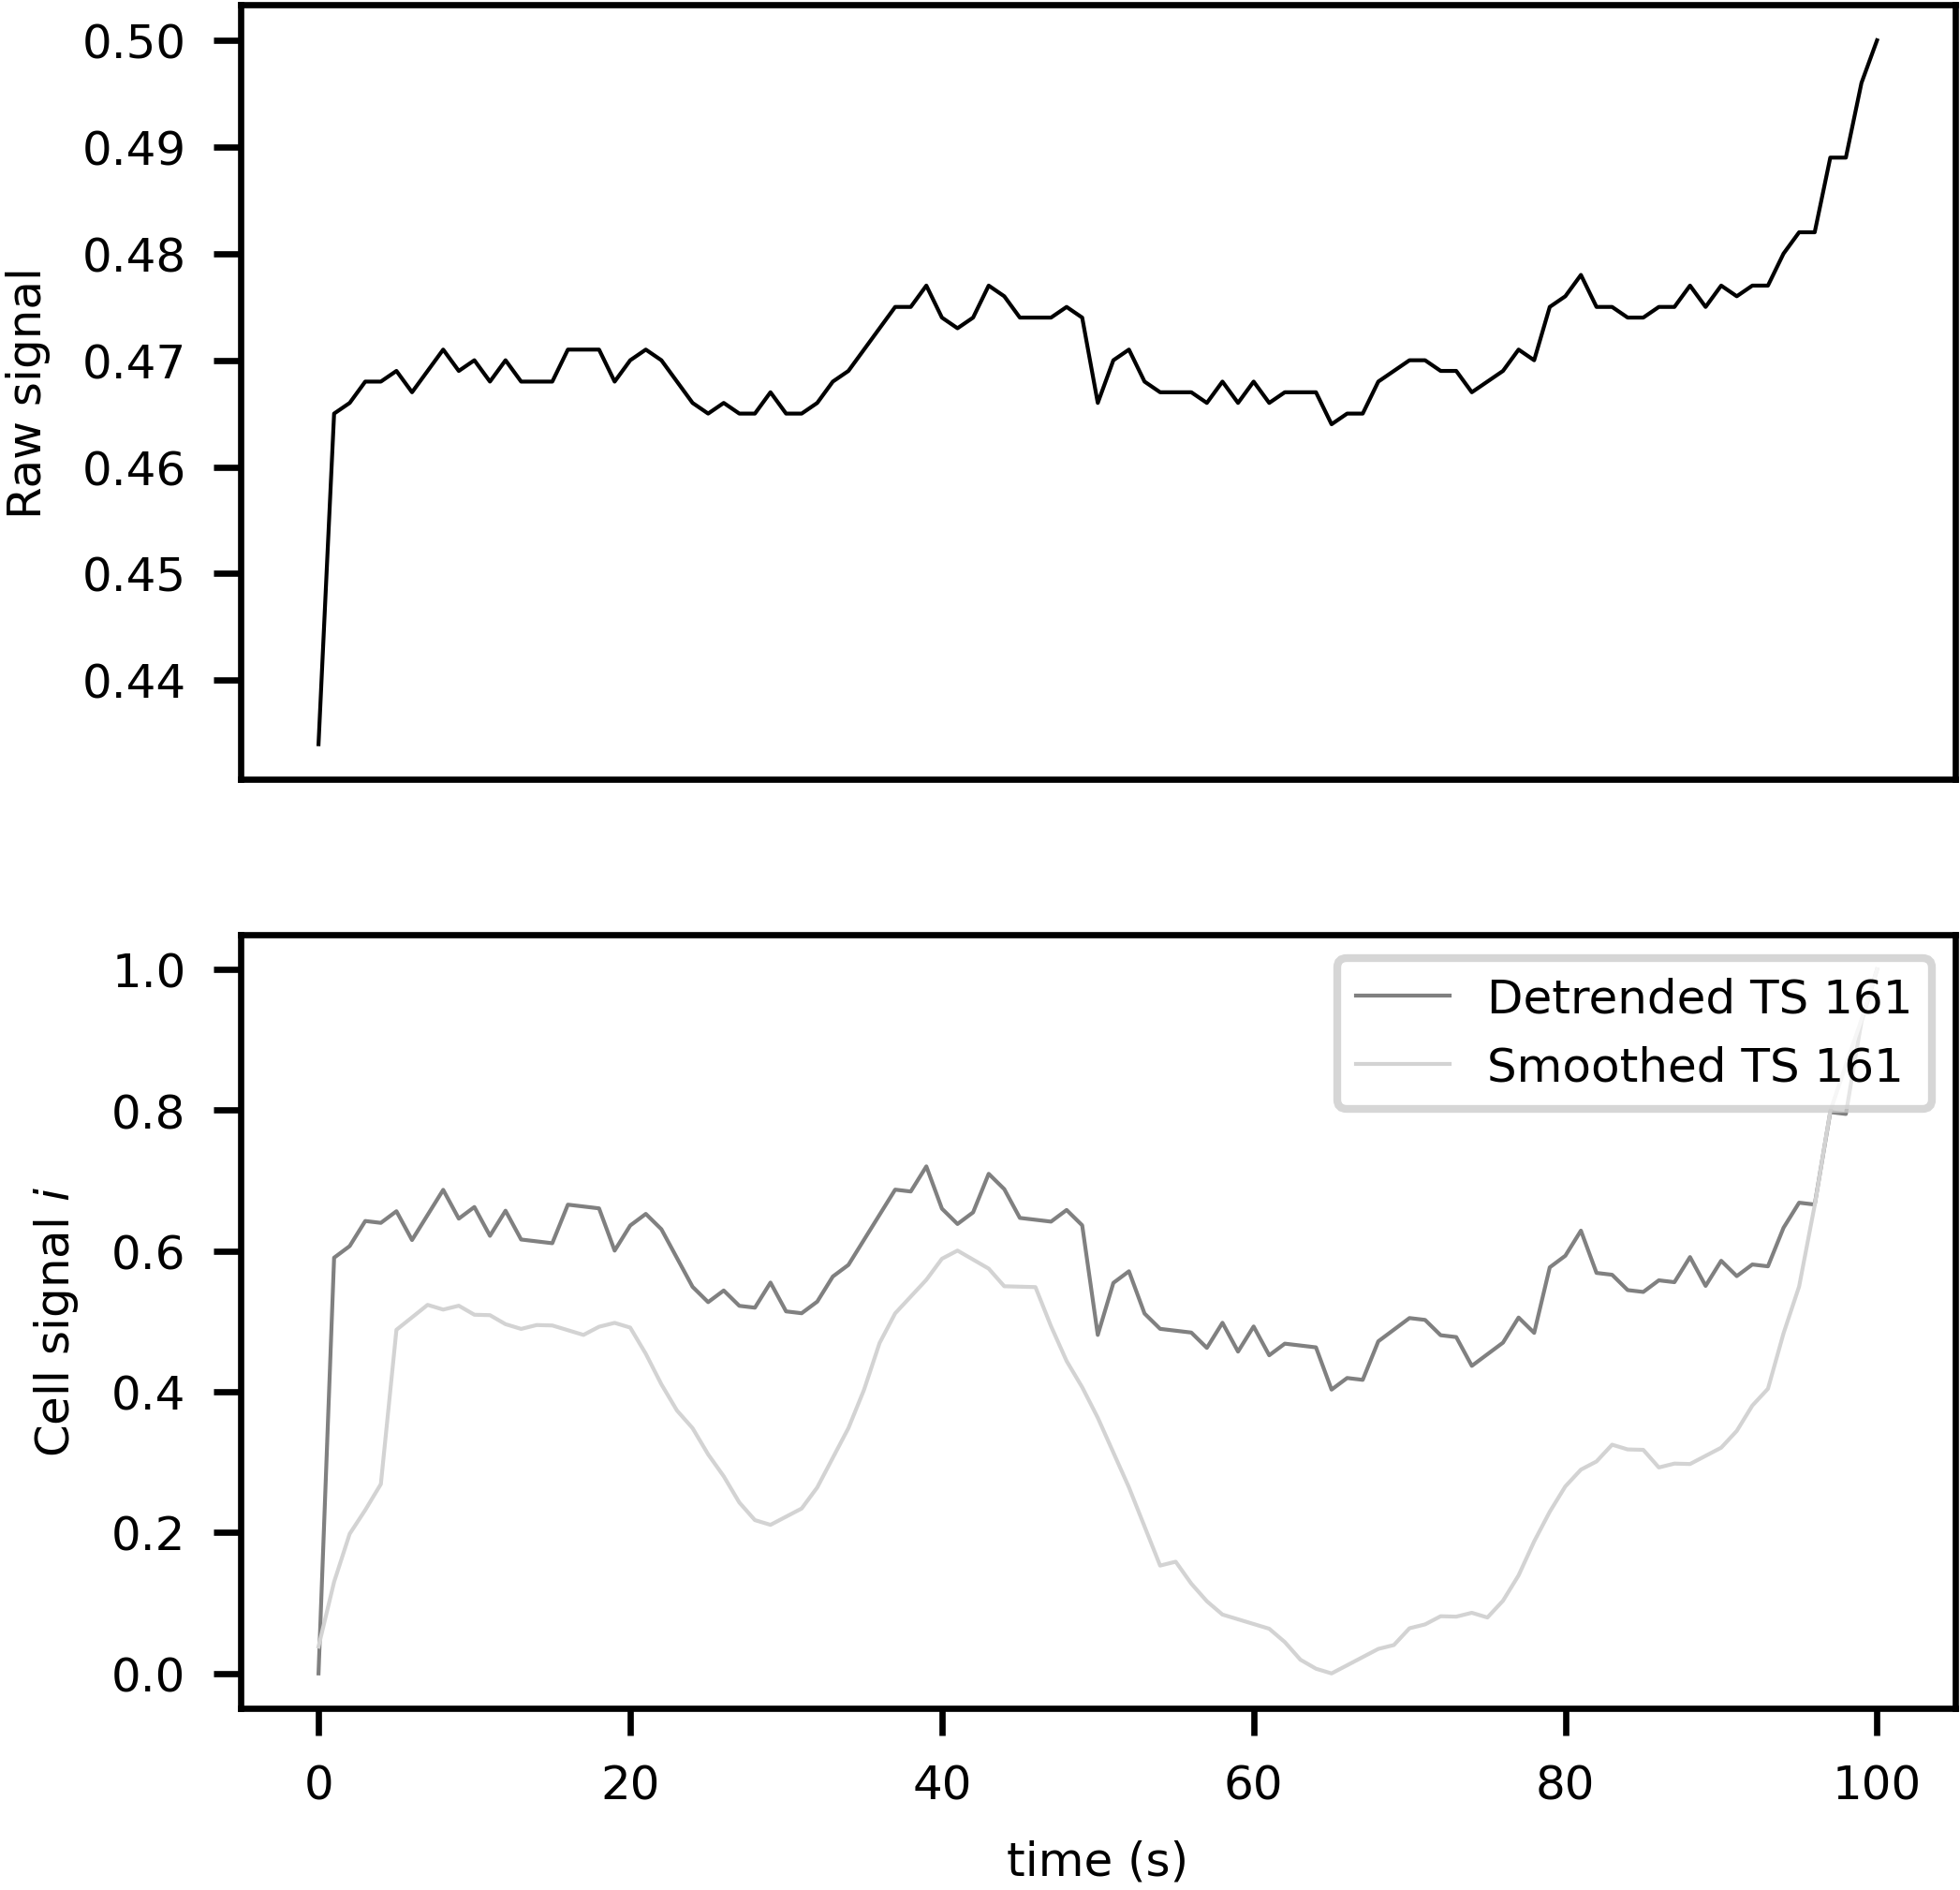 Raw signal
0.50
0.49
0.48
0.47
0.46
0.45
0.44
Cell signal i
1.0
0.8
0.6
0.4
0.2
0.0
Detrended TS 161
Smoothed TS 161
0 20 40 60 80 100
time (s)